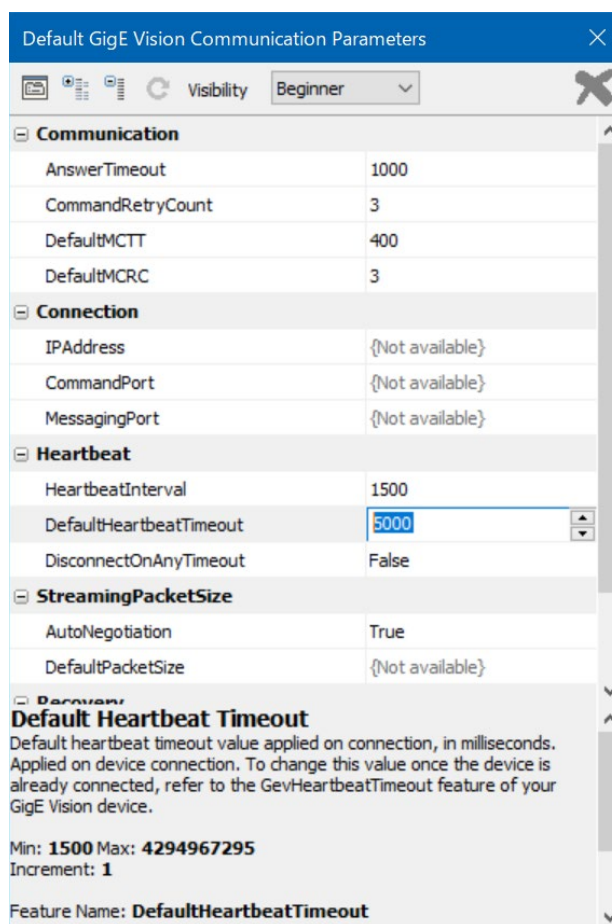 Default GigE Vision Communication Parameters
Visibility Beginner
Communication
AnswerTimeout 1000
CommandRetryCount 3
DefaultMCTT 400
DefaultMCRC 3
Connection
IPAddress {Not available}
CommandPort {Not available}
MessagingPort {Not available}
Heartbeat
HeartbeatInterval 1500
DefaultHeartbeatTimeout 5000
DisconnectOnAnyTimeout False
StreamingPacketSize
AutoNegotiation True
DefaultPacketSize {Not available}
Recovery
Default Heartbeat Timeout
Default heartbeat timeout value applied on connection, in milliseconds.
Applied on device connection. To change this value once the device is
already connected, refer to the GevHeartbeatTimeout feature of your
GigE Vision device.
Min: 1500 Max: 4294967295
Increment: 1
Feature Name: DefaultHeartbeatTimeout